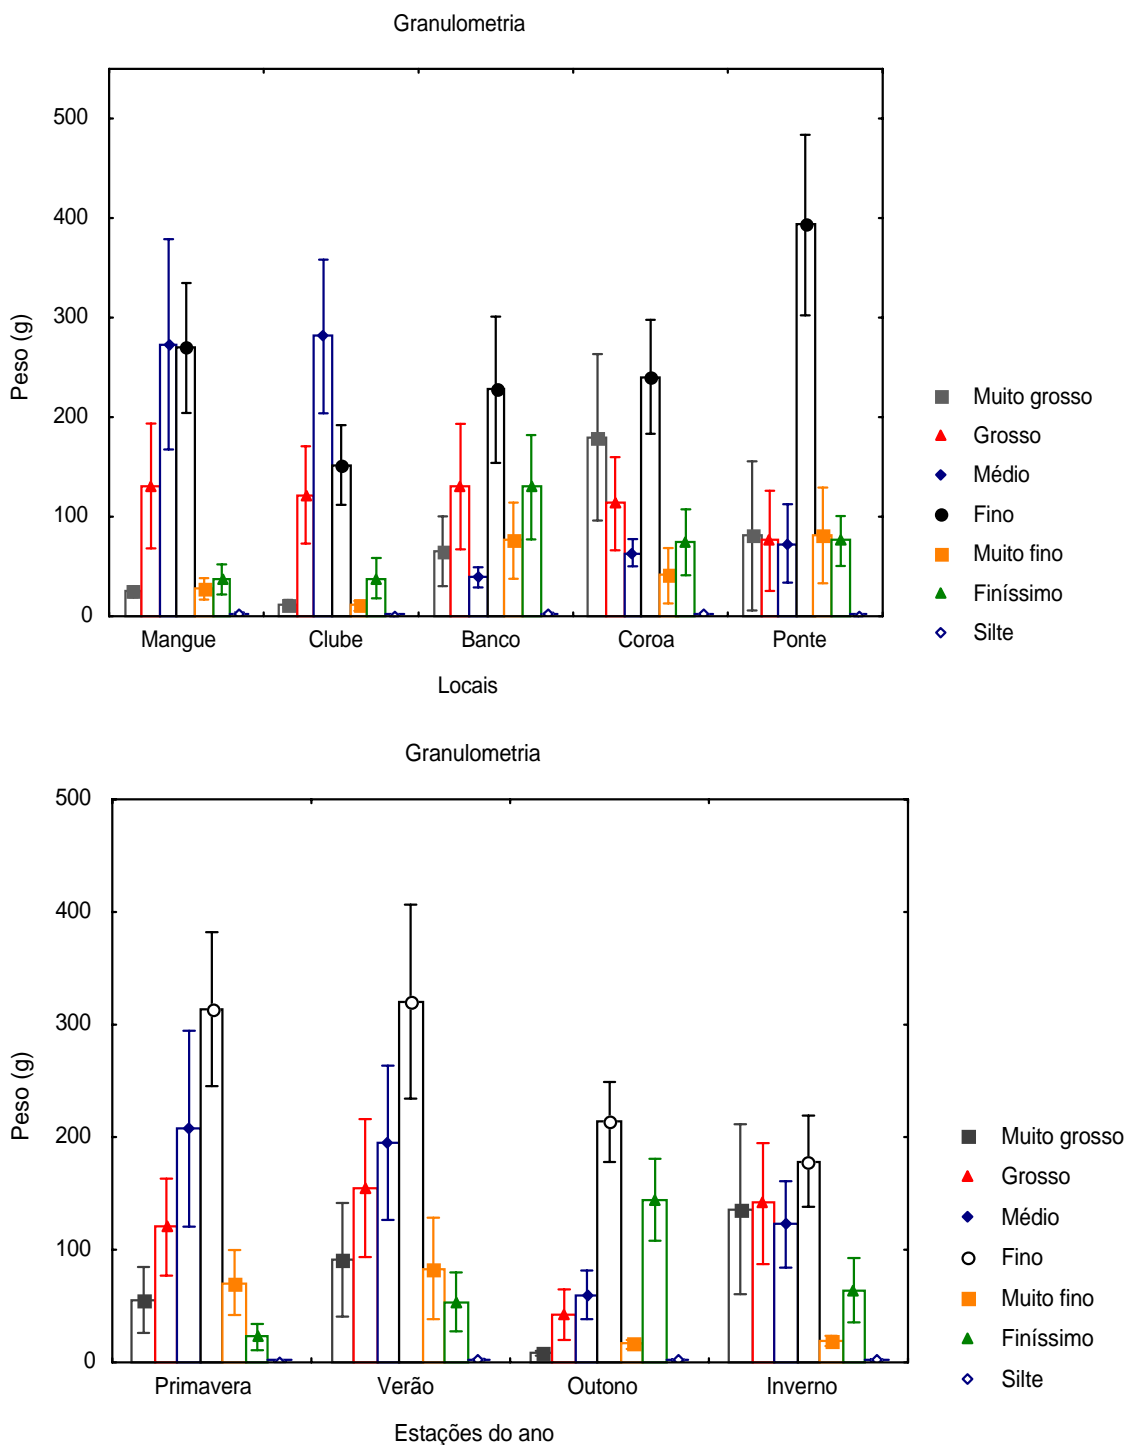 Granulometria
500
400
300
200
100
0
Peso (g)
Mangue Clube Banco Coroa Ponte
Locais
Muito grosso
Grosso
Médio
Fino
Muito fino
Finíssimo
Silte
Granulometria
500
400
300
200
100
0
Peso (g)
Primavera Verão Outono Inverno
Estações do ano
Muito grosso
Grosso
Médio
Fino
Muito fino
Finíssimo
Silte